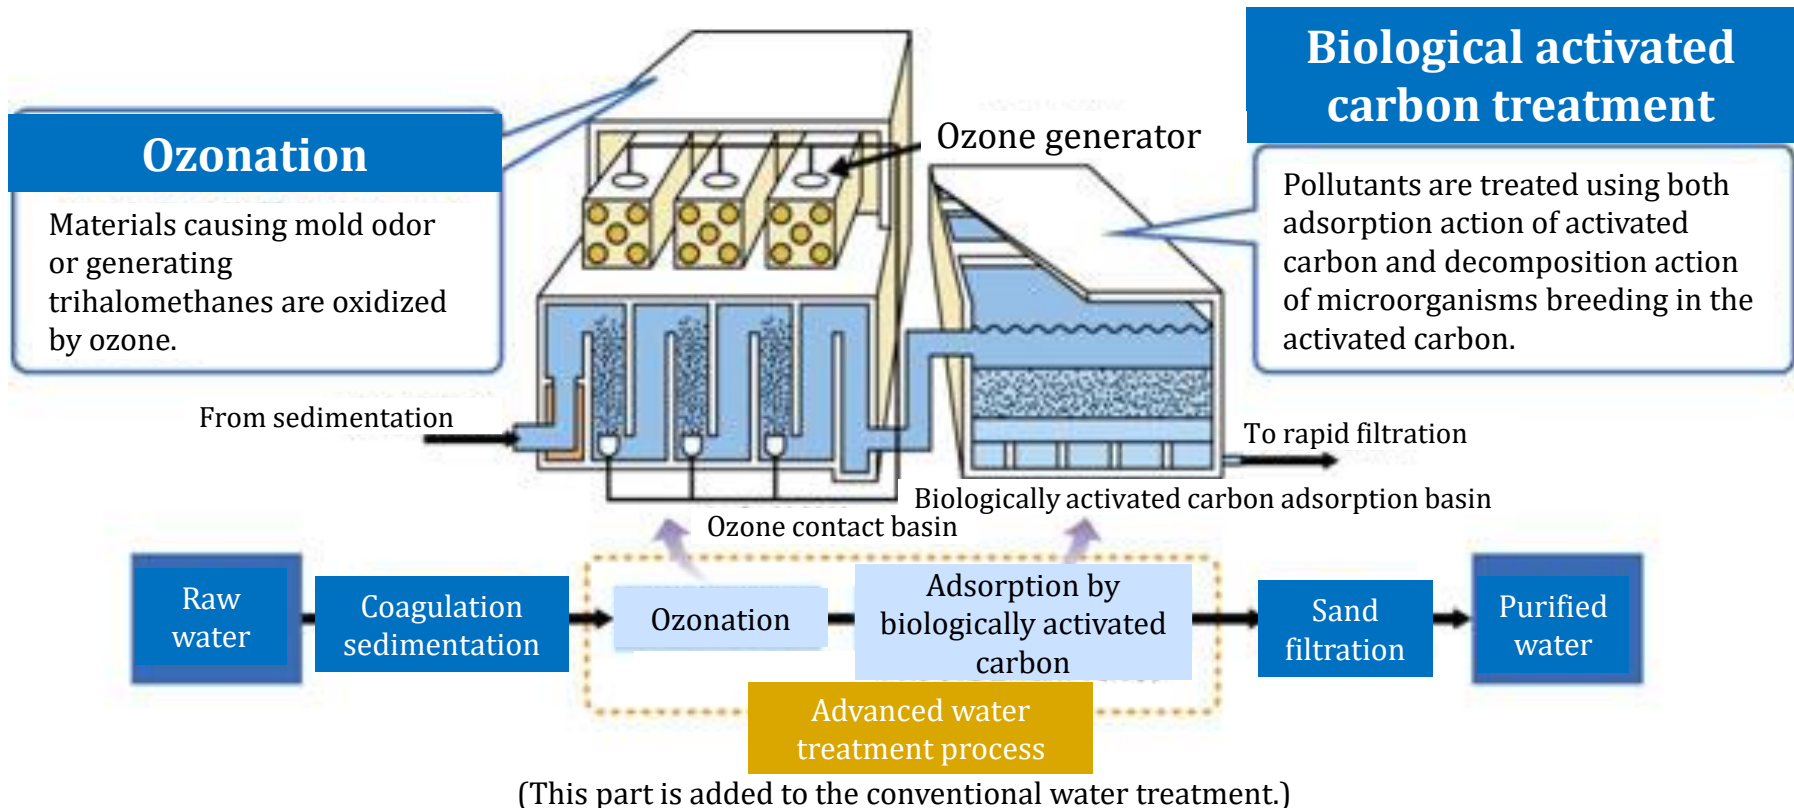 Biological activated
carbon treatment
Ozonation
Ozone generator
Materials causing mold odor
or generating
trihalomethanes are oxidized
by ozone.
Pollutants are treated using both
adsorption action of activated
carbon and decomposition action
of microorganisms breeding in the
activated carbon.
From sedimentation
To rapid filtration
Biologically activated carbon adsorption basin
Ozone contact basin
Raw
water
Coagulation
sedimentation
Ozonation
Adsorption by
biologically activated
carbon
Sand
filtration
Purified
water
Advanced water
treatment process
(This part is added to the conventional water treatment.)